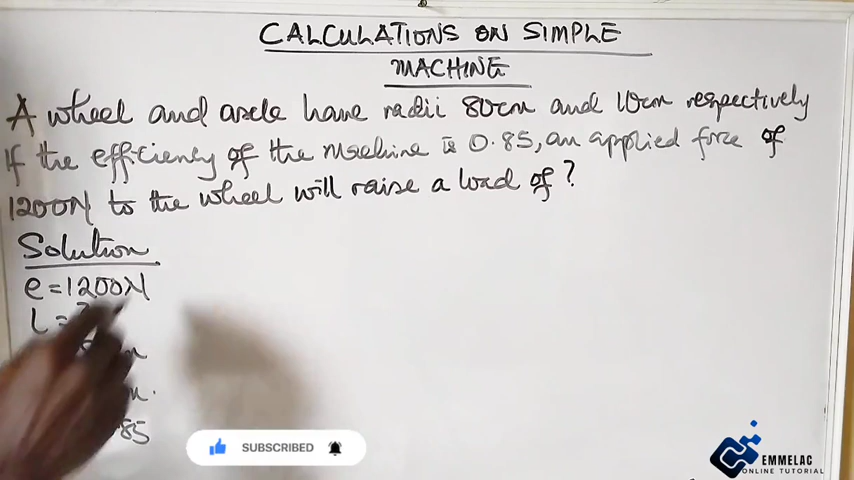 CALCULATIONS ON SIMPLE
MACHINE
A wheel and axle have radii 80cm and 10cm respectively
If the efficiency of the machine is 0.85, an applied force of
1200N to the wheel will raise a load of?
Solution
e = 1200N
L = ?
85
SUBSCRIBED
EMMELAC
ONLINE TUTORIAL